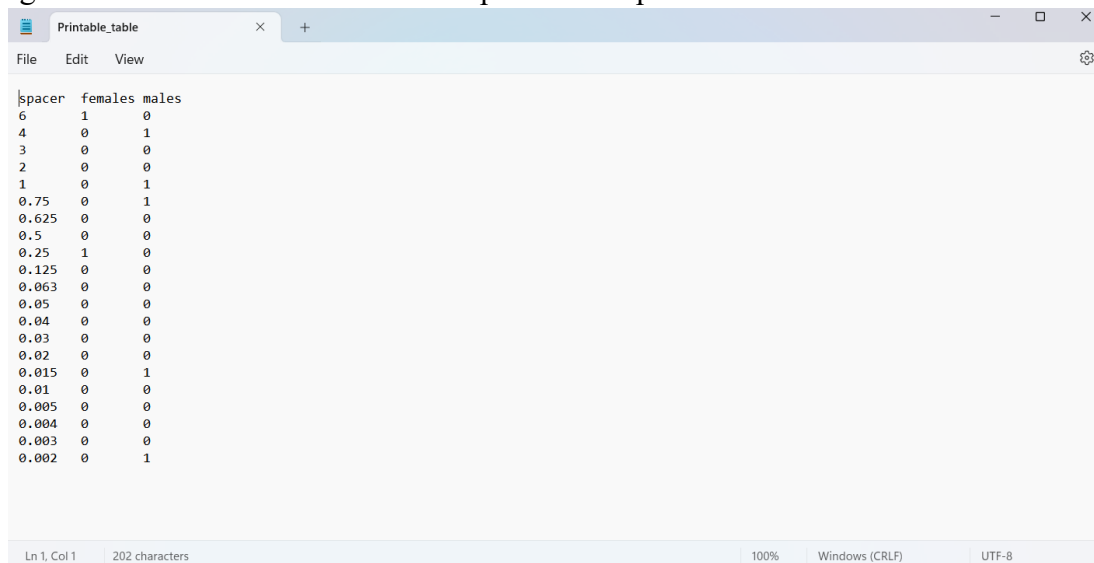 Printable_table
File Edit View
spacer females males
6 1 0
4 0 1
3 0 0
2 0 0
1 0 1
0.75 0 1
0.625 0 0
0.5 0 0
0.25 1 0
0.125 0 0
0.063 0 0
0.05 0 0
0.04 0 0
0.03 0 0
0.02 0 0
0.015 0 1
0.01 0 0
0.005 0 0
0.004 0 0
0.003 0 0
0.002 0 1
Ln 1, Col 1 202 characters 100% Windows (CRLF) UTF-8